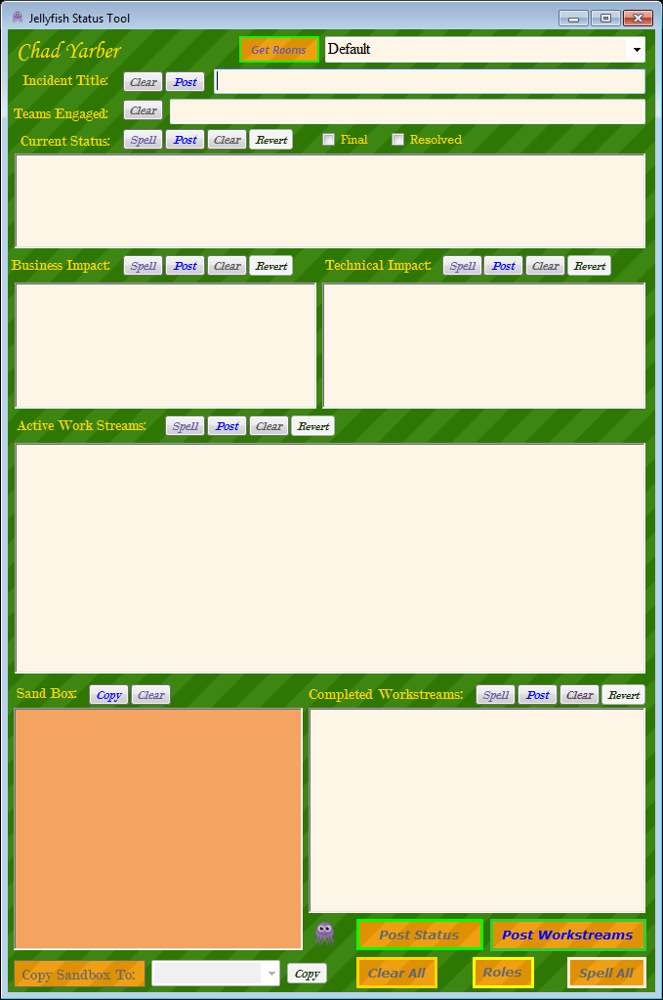 Jellyfish Status Tool
Chad Yarber Get Rooms Default
Incident Title: Clear Post
Teams Engaged: Clear
Current Status: Spell Post Clear Revert Final Resolved
Business Impact: Spell Post Clear Revert Technical Impact: Spell Post Clear Revert
Active Work Streams: Spell Post Clear Revert
Sand Box: Copy Clear Completed Workstreams: Spell Post Clear Revert
Post Status Post Workstreams
Copy Sandbox To: Copy Clear All Roles Spell All